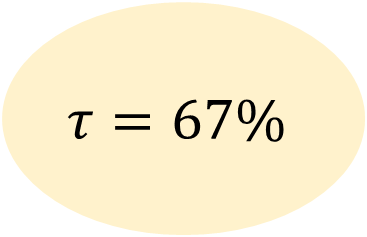 τ = 67%